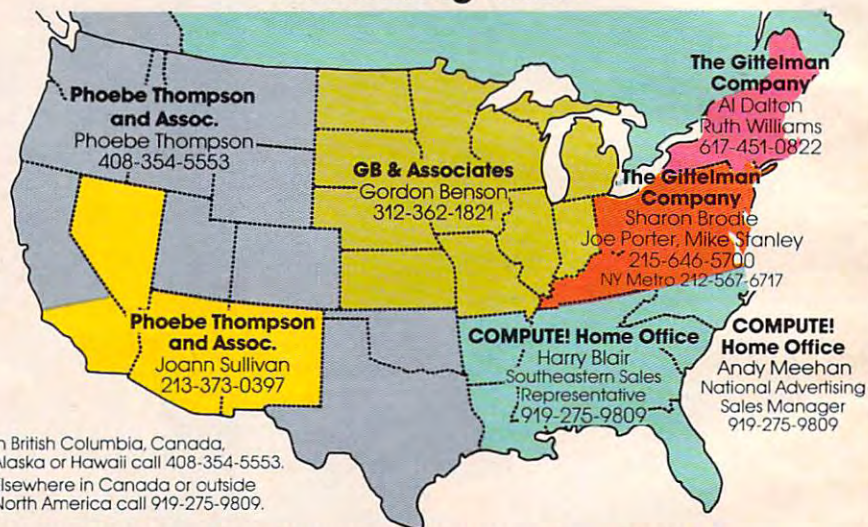 Phoebe Thompson
and Assoc.
Phoebe Thompson
408-354-5553
GB & Associates
Gordon Benson
312-362-1821
The Gittelman
Company
Al Dalton
Ruth Williams
617-451-0822
The Gittelman
Company
Sharon Brodie
Joe Porter, Mike Stanley
215-646-5700
NY Metro 212-567-6717
Phoebe Thompson
and Assoc.
Joann Sullivan
213-373-0397
COMPUTE! Home Office
Harry Blair
Southeastern Sales
Representative
919-275-9809
COMPUTE!
Home Office
Andy Meehan
National Advertising
Sales Manager
919-275-9809
British Columbia, Canada,
Alaska or Hawaii call 408-354-5553.
lsewhere in Canada or outside
North America call 919-275-9809.